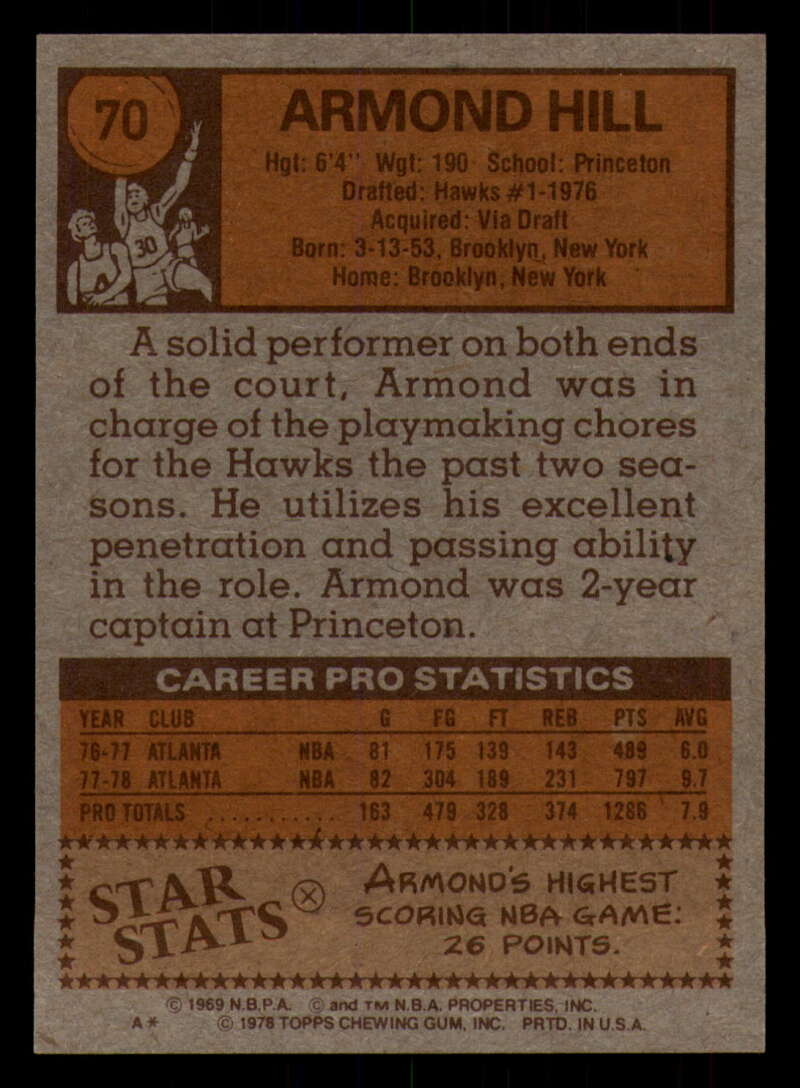 70
ARMOND HILL
Hgt: 6'4" Wgt: 190 School: Princeton
Drafted: Hawks #1-1976
Acquired: Via Draft
Born: 3-13-53, Brooklyn, New York
Home: Brooklyn, New York
30
A solid performer on both ends
of the court, Armond was in
charge of the playmaking chores
for the Hawks the past two sea-
sons. He utilizes his excellent
penetration and passing ability
in the role. Armond was 2-year
captain at Princeton.
CAREER PRO STATISTICS
YEAR CLUB G FG FT REB PTS AVG
76-77 ATLANTA NBA 81 175 139 143 489 6.0
77-78 ATLANTA NBA 82 304 189 231 797 9.7
PRO TOTALS ........... 163 479 328 374 1286 7.9
STAR
STATS
ARMOND'S HIGHEST
SCORING NBA GAME:
26 POINTS.
© 1969 N.B.P.A. © and TM N.B.A. PROPERTIES, INC.
A* © 1978 TOPPS CHEWING GUM, INC. PRTD. IN U.S.A.